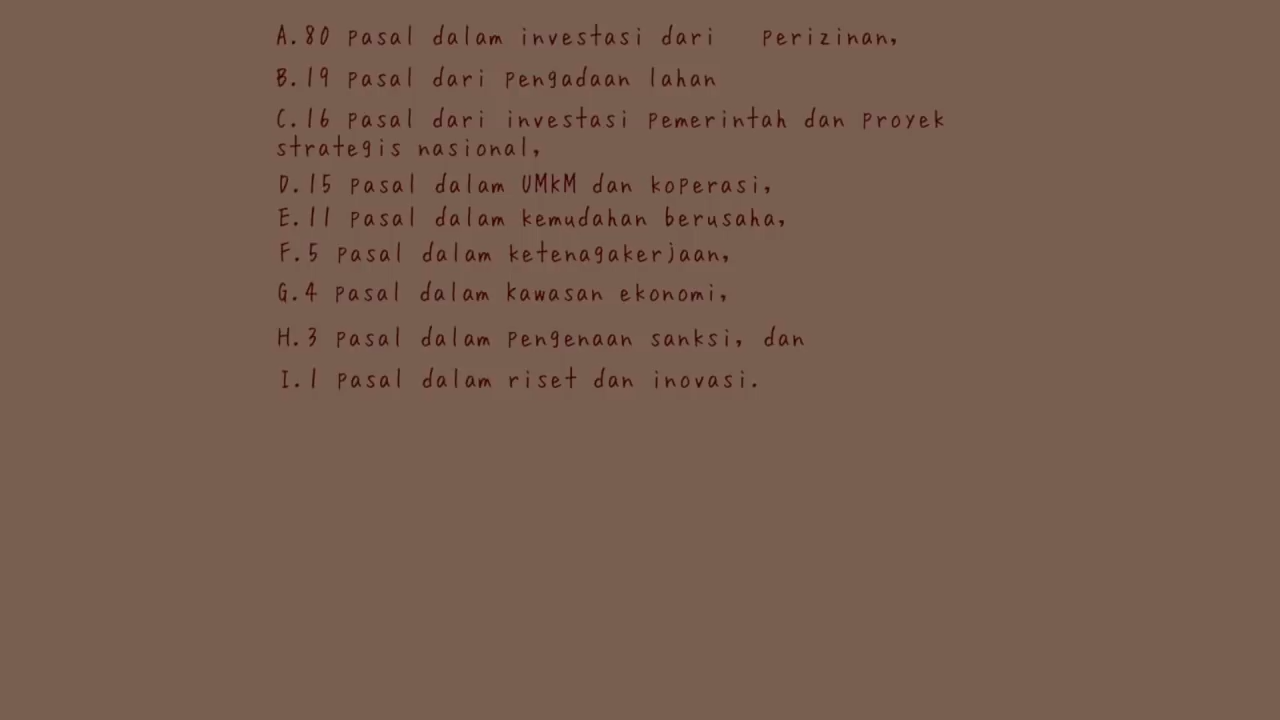 A. 80 pasal dalam investasi dari perizinan,
B. 19 pasal dari pengadaan lahan
C. 16 pasal dari investasi pemerintah dan proyek
strategis nasional,
D. 15 pasal dalam UMKM dan koperasi,
E. 11 pasal dalam kemudahan berusaha,
F. 5 pasal dalam ketenagakerjaan,
G. 4 pasal dalam kawasan ekonomi,
H. 3 pasal dalam pengenaan sanksi, dan
I. 1 pasal dalam riset dan inovasi.